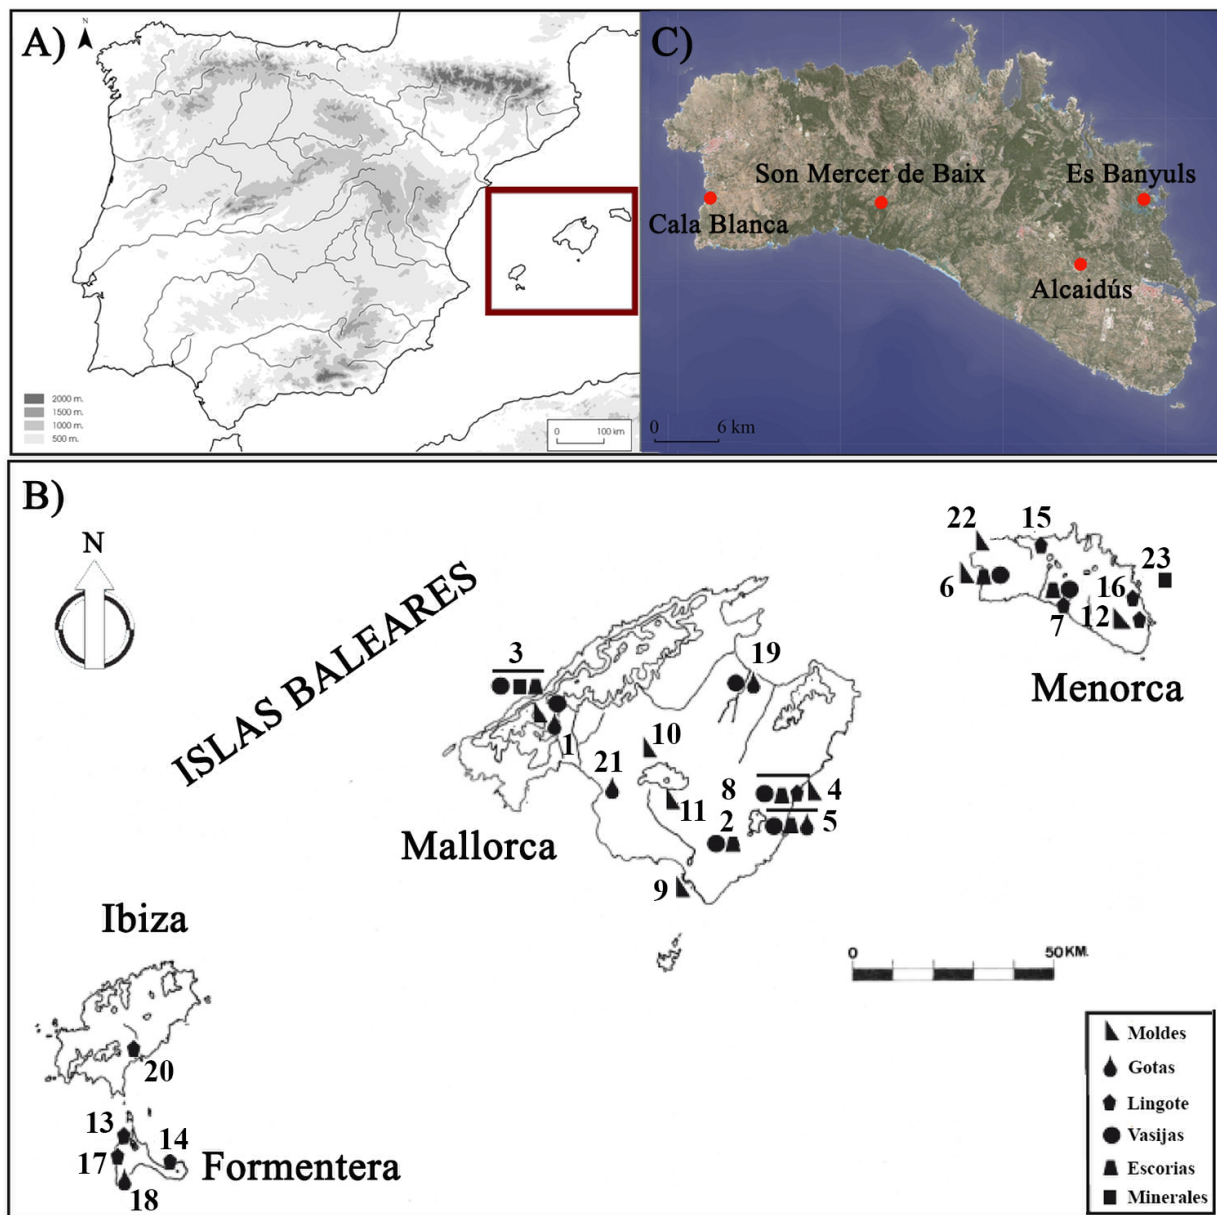 A)
N
2000 m.
1500 m.
1000 m.
500 m.
0 100 km
C)
Son Mercer de Baix
Es Banyuls
Cala Blanca
Alcaidús
0 6 km
B)
N
ISLAS BALEARES
22
15
6
23
16
12
7
Menorca
3
19
1
10
21
11
8
4
2
5
9
Mallorca
Ibiza
20
13
14
17
18
Formentera
0 50 KM.
Moldes
Gotas
Lingote
Vasijas
Escorias
Minerales